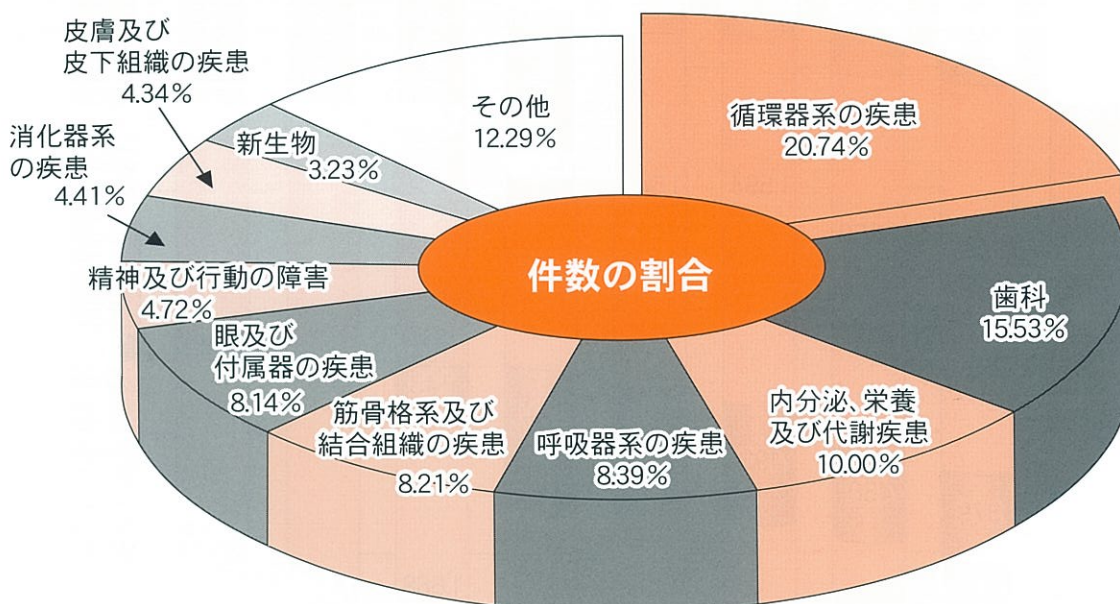 件数の割合
循環器系の疾患
20.74%
歯科
15.53%
内分泌、栄養
及び代謝疾患
10.00%
呼吸器系の疾患
8.39%
筋骨格系及び
結合組織の疾患
8.21%
眼及び
付属器の疾患
8.14%
精神及び行動の障害
4.72%
消化器系
の疾患
4.41%
皮膚及び
皮下組織の疾患
4.34%
新生物
3.23%
その他
12.29%